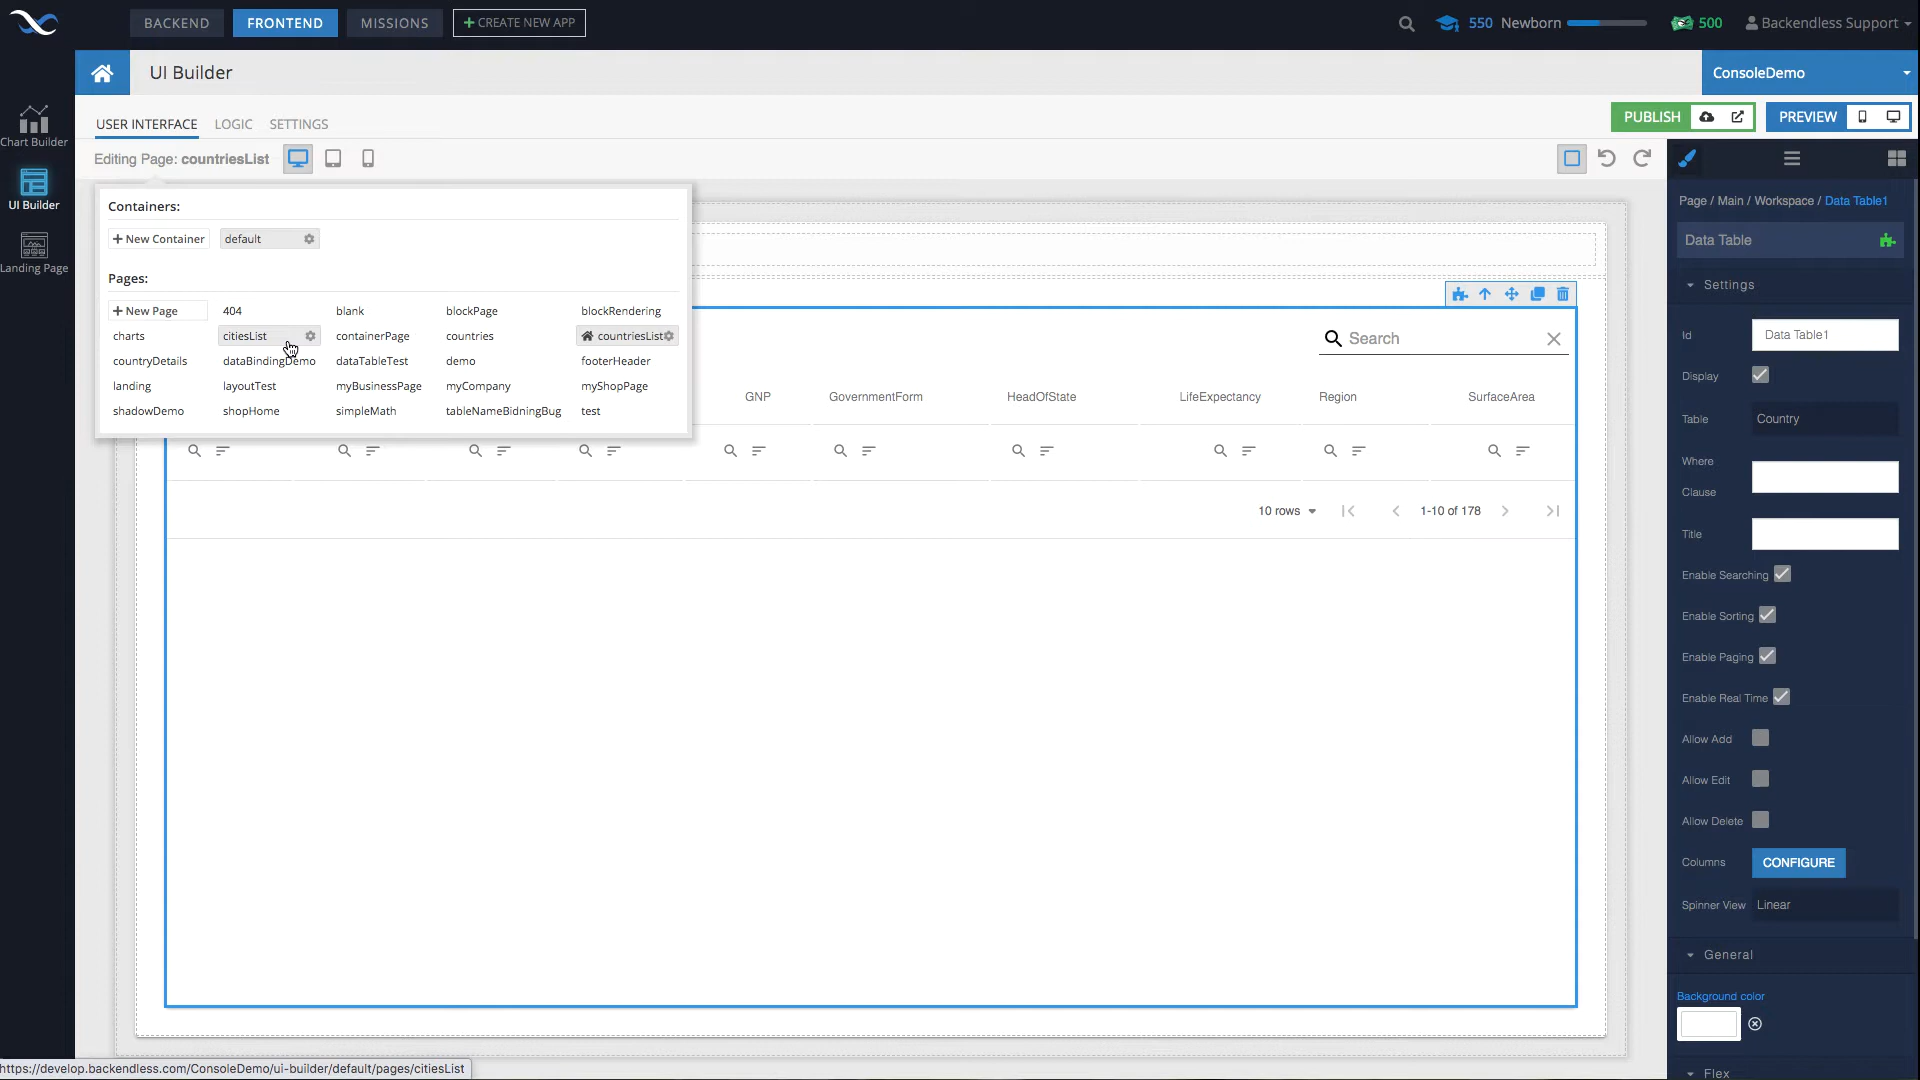 BACKEND FRONTEND MISSIONS + CREATE NEW APP 550 Newborn 500 Backendless Support
UI Builder ConsoleDemo
Chart Builder
UI Builder
Landing Page
USER INTERFACE LOGIC SETTINGS PUBLISH PREVIEW
Editing Page: countriesList
Containers:
+ New Container default
Pages:
+ New Page 404 blank blockPage blockRendering
charts citiesList containerPage countries countriesList
countryDetails dataBindingDemo dataTableTest demo footerHeader
landing layoutTest myBusinessPage myCompany myShopPage
shadowDemo shopHome simpleMath tableNameBidningBug test
Search
GNP GovernmentForm HeadOfState LifeExpectancy Region SurfaceArea
10 rows 1-10 of 178
Page / Main / Workspace / Data Table1
Data Table
Settings
Id Data Table1
Display
Table Country
Where
Clause
Title
Enable Searching
Enable Sorting
Enable Paging
Enable Real Time
Allow Add
Allow Edit
Allow Delete
Columns CONFIGURE
Spinner View Linear
General
Background color
Flex
https://develop.backendless.com/ConsoleDemo/ui-builder/default/pages/citiesList